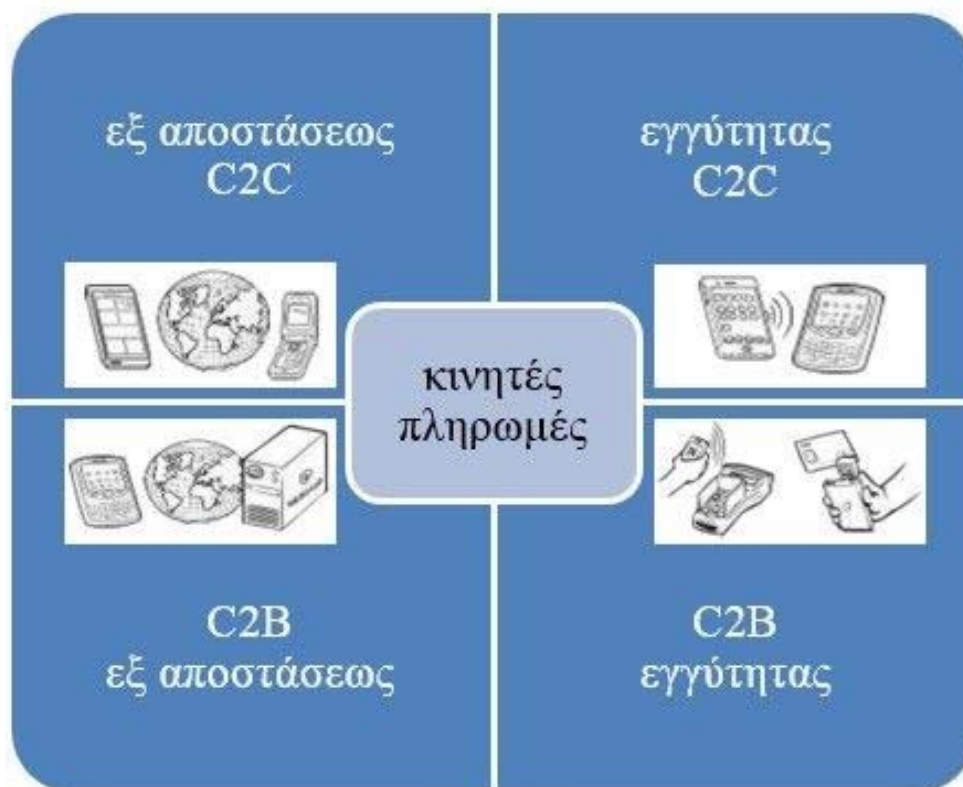 εξ αποστάσεως
C2C
εγγύτητας
C2C
κινητές
πληρωμές
C2B
εξ αποστάσεως
C2B
εγγύτητας